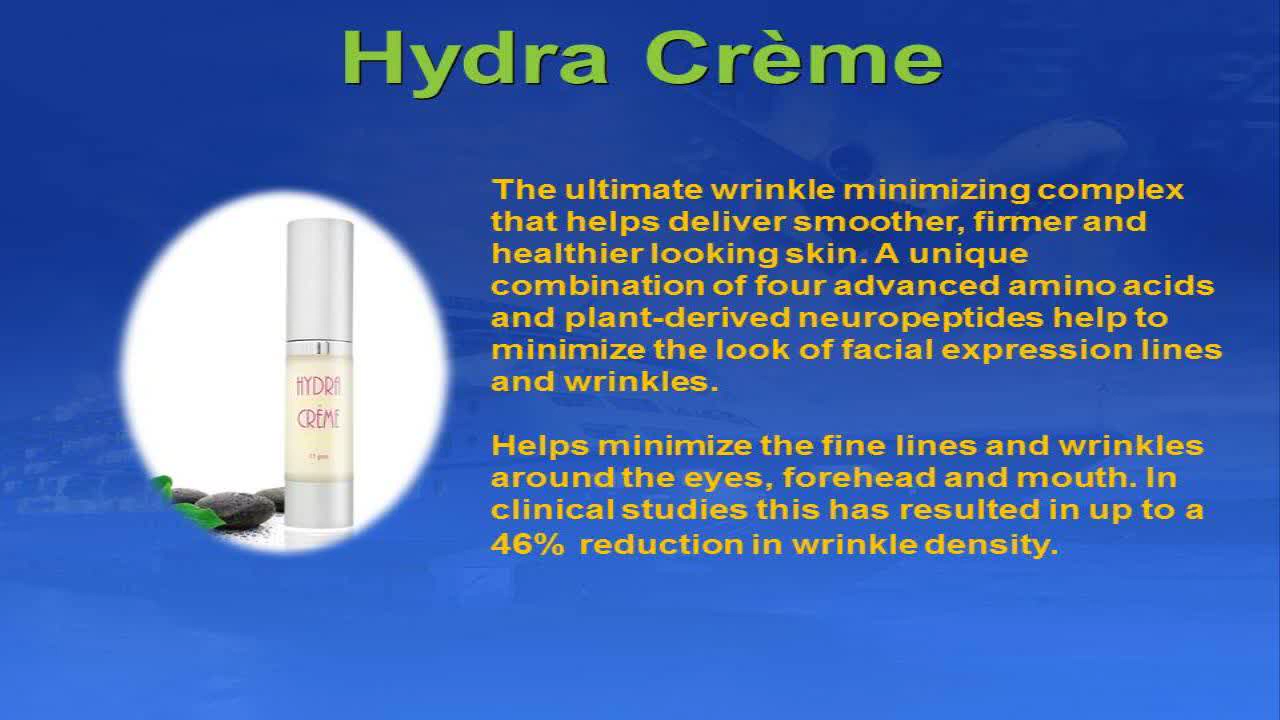 Hydra Crème
The ultimate wrinkle minimizing complex
that helps deliver smoother, firmer and
healthier looking skin. A unique
combination of four advanced amino acids
and plant-derived neuropeptides help to
minimize the look of facial expression lines
and wrinkles.
Helps minimize the fine lines and wrinkles
around the eyes, forehead and mouth. In
clinical studies this has resulted in up to a
46% reduction in wrinkle density.
HYDRA
CRÈME